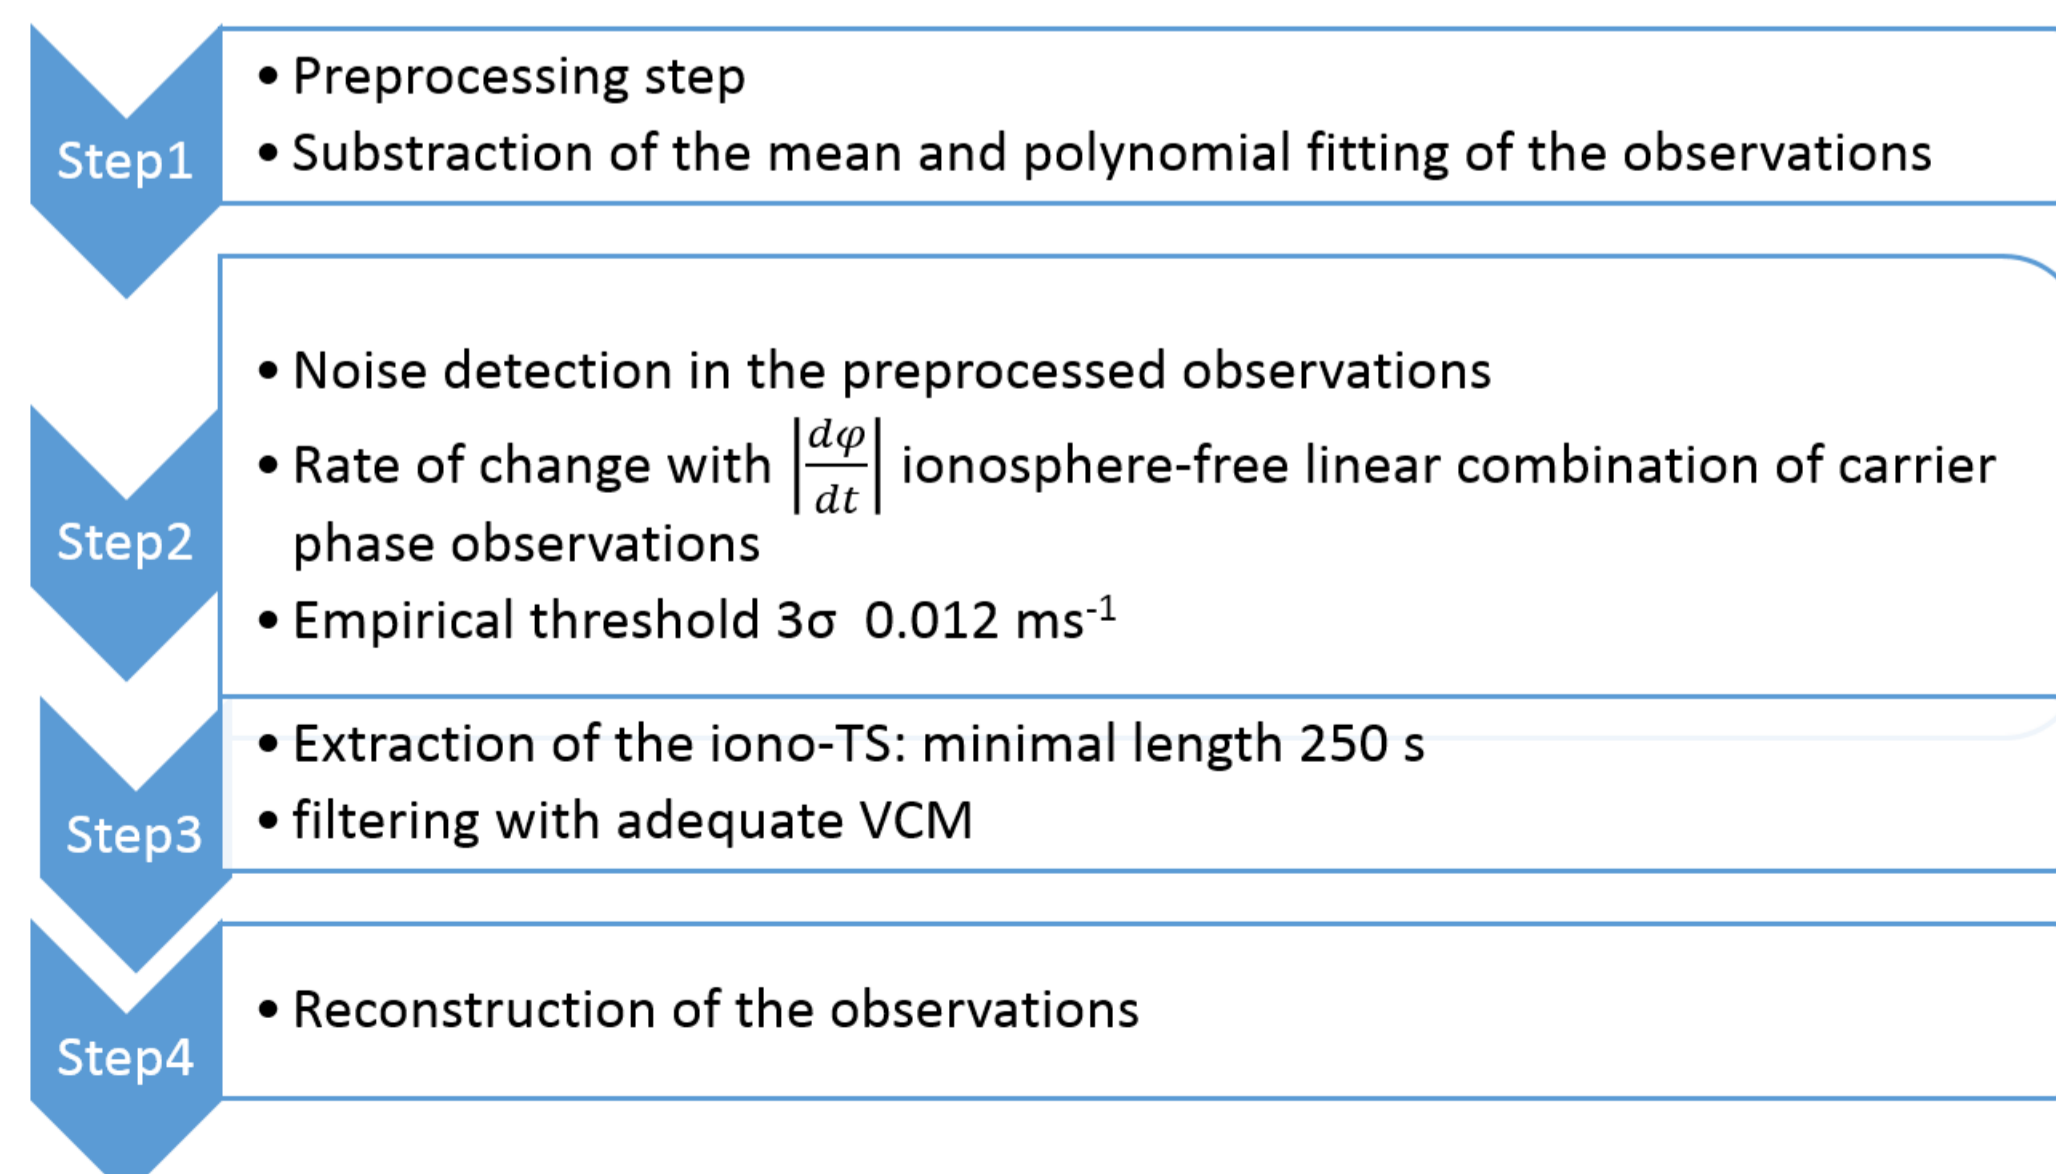 Step1
• Preprocessing step
• Substraction of the mean and polynomial fitting of the observations
Step2
• Noise detection in the preprocessed observations
• Rate of change with |dφ/dt| ionosphere-free linear combination of carrier
phase observations
• Empirical threshold 3σ  0.012 ms⁻¹
Step3
• Extraction of the iono-TS: minimal length 250 s
• filtering with adequate VCM
Step4
• Reconstruction of the observations